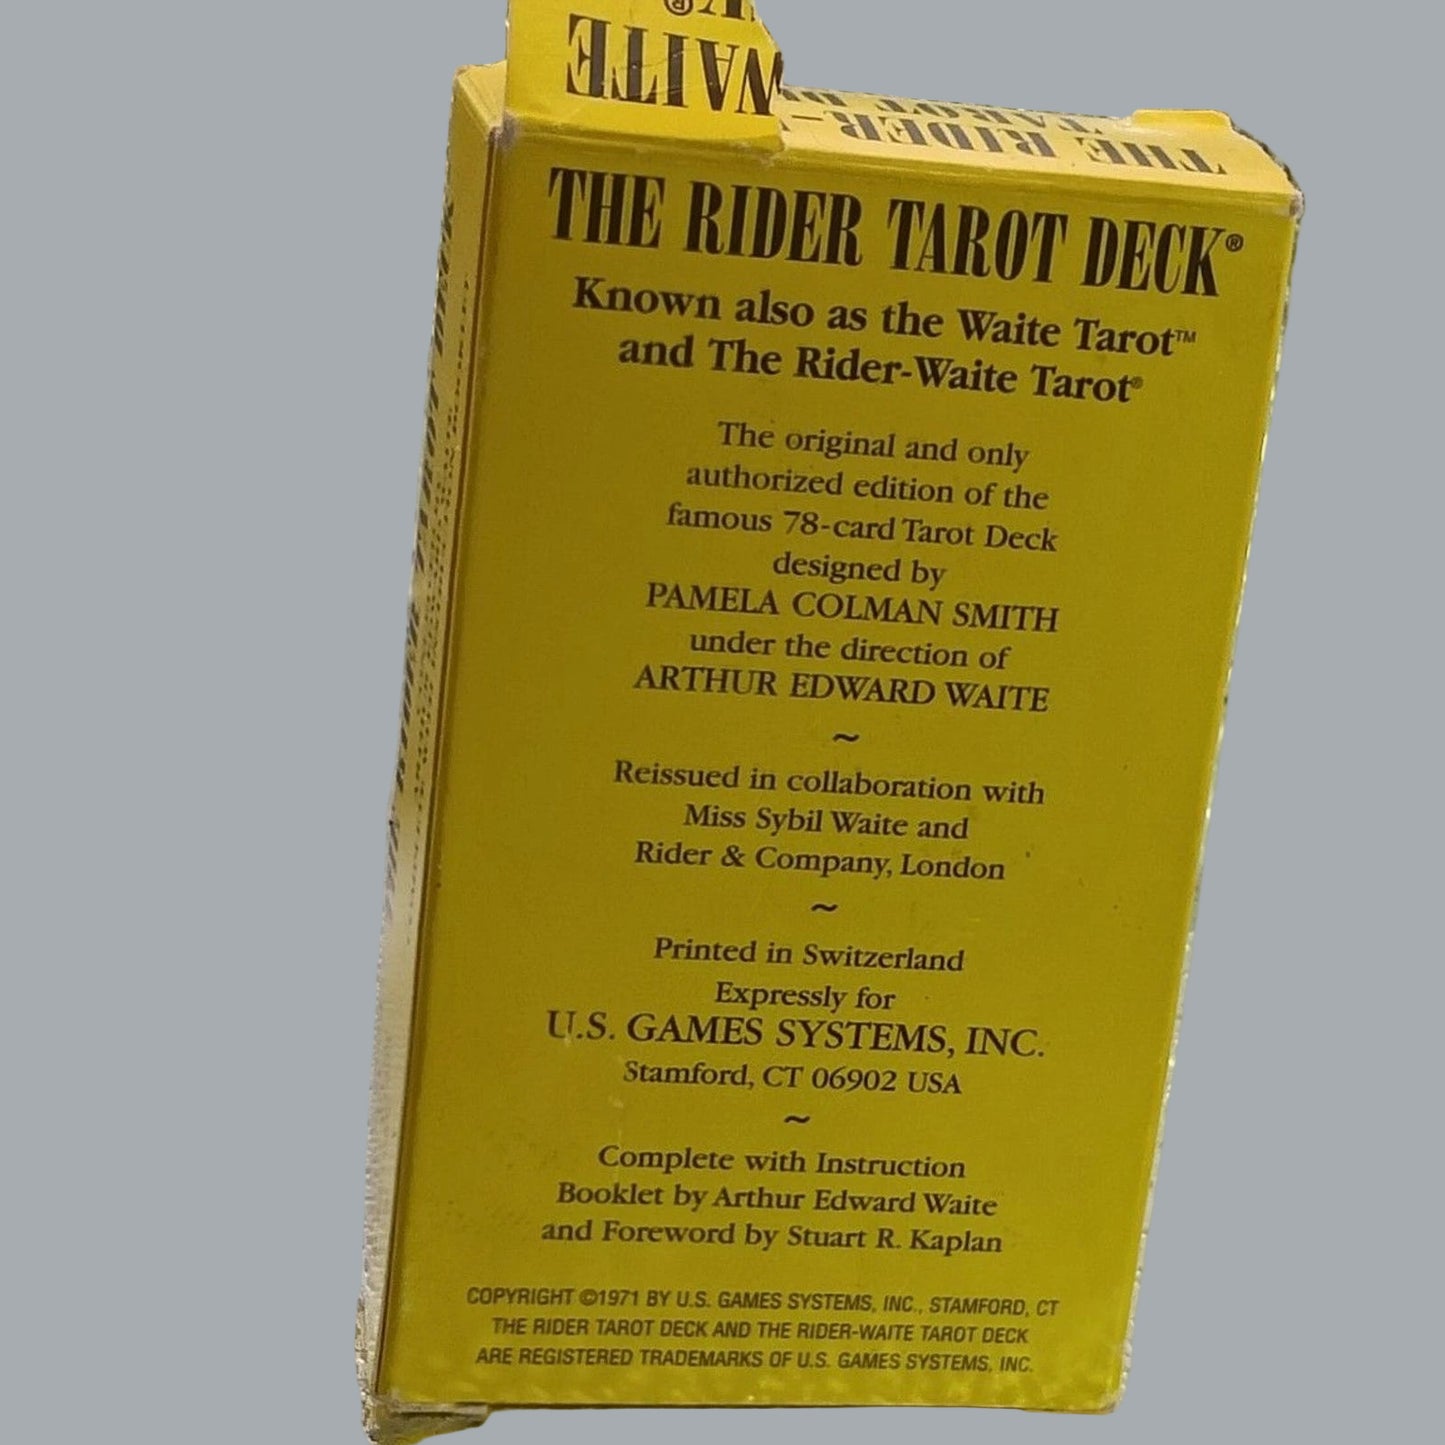 WAITE
THE RIDER-
TAROT
THE RIDER TAROT DECK®
Known also as the Waite Tarot™
and The Rider-Waite Tarot®
The original and only
authorized edition of the
famous 78-card Tarot Deck
designed by
PAMELA COLMAN SMITH
under the direction of
ARTHUR EDWARD WAITE
~
Reissued in collaboration with
Miss Sybil Waite and
Rider & Company, London
~
Printed in Switzerland
Expressly for
U.S. GAMES SYSTEMS, INC.
Stamford, CT 06902 USA
~
Complete with Instruction
Booklet by Arthur Edward Waite
and Foreword by Stuart R. Kaplan
COPYRIGHT ©1971 BY U.S. GAMES SYSTEMS, INC., STAMFORD, CT
THE RIDER TAROT DECK AND THE RIDER-WAITE TAROT DECK
ARE REGISTERED TRADEMARKS OF U.S. GAMES SYSTEMS, INC.